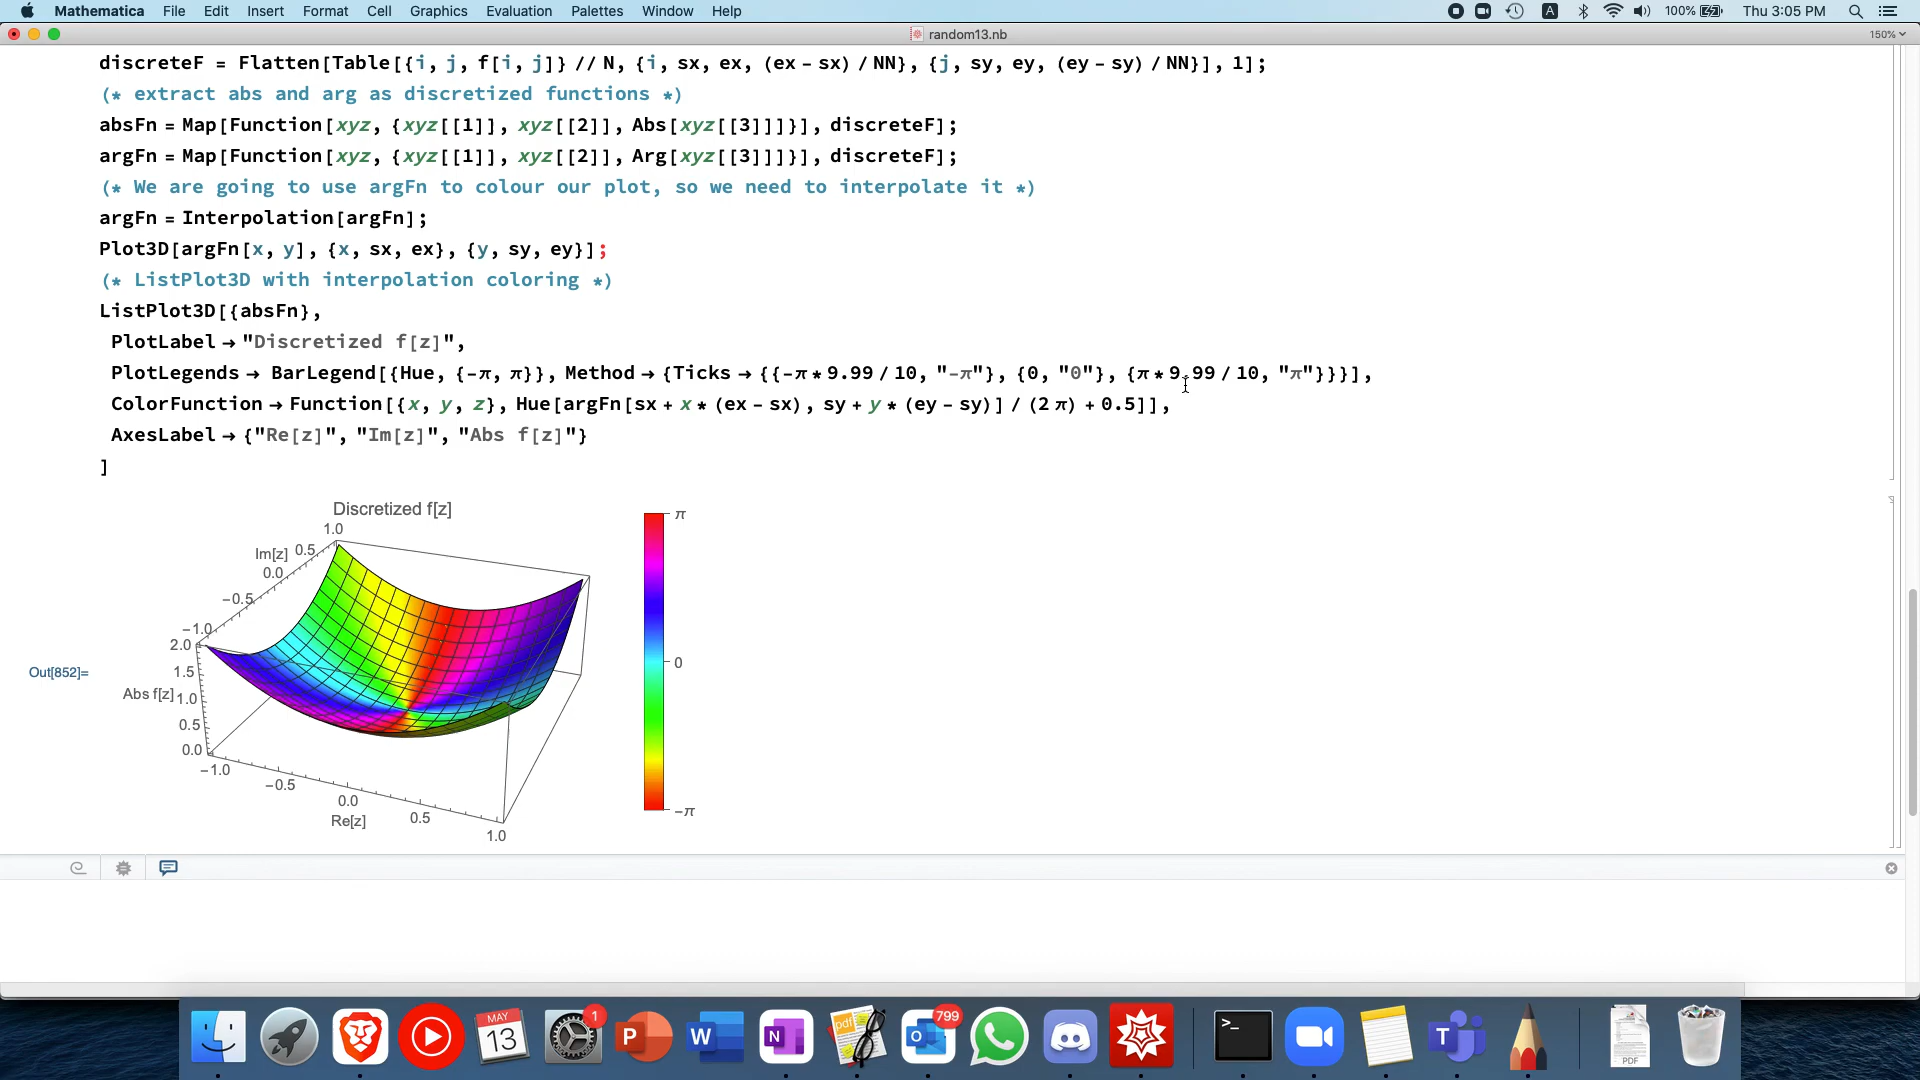 Mathematica File Edit Insert Format Cell Graphics Evaluation Palettes Window Help A 100% Thu 3:05 PM
random13.nb 150%
discreteF = Flatten[Table[{i, j, f[i, j]} // N, {i, sx, ex, (ex - sx) / NN}, {j, sy, ey, (ey - sy) / NN}], 1];
(* extract abs and arg as discretized functions *)
absFn = Map[Function[xyz, {xyz[[1]], xyz[[2]], Abs[xyz[[3]]]}], discreteF];
argFn = Map[Function[xyz, {xyz[[1]], xyz[[2]], Arg[xyz[[3]]]}], discreteF];
(* We are going to use argFn to colour our plot, so we need to interpolate it *)
argFn = Interpolation[argFn];
Plot3D[argFn[x, y], {x, sx, ex}, {y, sy, ey}];
(* ListPlot3D with interpolation coloring *)
ListPlot3D[{absFn},
PlotLabel → "Discretized f[z]",
PlotLegends → BarLegend[{Hue, {-π, π}}, Method → {Ticks → {{-π * 9.99 / 10, "-π"}, {0, "0"}, {π * 9.99 / 10, "π"}}}],
ColorFunction → Function[{x, y, z}, Hue[argFn[sx + x * (ex - sx), sy + y * (ey - sy)] / (2 π) + 0.5]],
AxesLabel → {"Re[z]", "Im[z]", "Abs f[z]"}
]
Out[852]=
Discretized f[z]
1.0
0.5
Im[z]
0.0
-0.5
-1.0
2.0
1.5
Abs f[z]
1.0
0.5
0.0
-1.0
-0.5
0.0
0.5
1.0
Re[z]
π
0
-π
MAY
13
1
P
W
N
pdf
O
799
>_
T
PDF